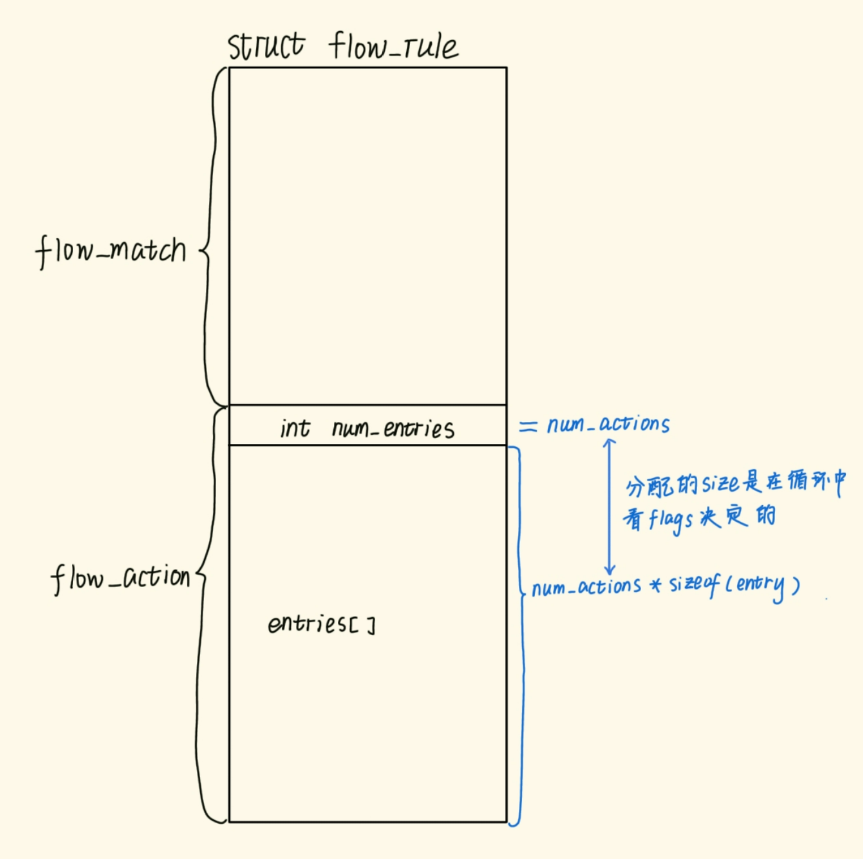 struct flow_rule
flow_match
int num_entries
= num_actions
分配的size是在循环中
看flags决定的
flow_action
num_actions * sizeof(entry)
entries[]